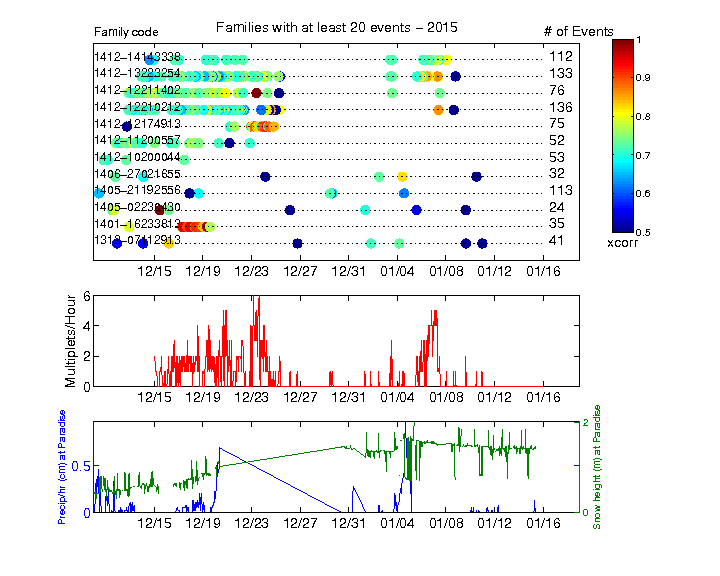 Families with at least 20 events − 2015
Family code
# of Events
1412−14143338 112
1412−13223254 133
1412−12211402 76
1412−12210212 136
1412−12174913 75
1412−11200557 52
1412−10200044 53
1406−27021655 32
1405−21192556 113
1405−02230430 24
1401−16233813 35
1312−07112913 41
12/15 12/19 12/23 12/27 12/31 01/04 01/08 01/12 01/16
1
0.9
0.8
0.7
0.6
0.5
xcorr
Multiplets/Hour
6
4
2
0
12/15 12/19 12/23 12/27 12/31 01/04 01/08 01/12 01/16
Precip/hr (cm) at Paradise
0.5
0
2
1
0
Snow height (m) at Paradise
12/15 12/19 12/23 12/27 12/31 01/04 01/08 01/12 01/16